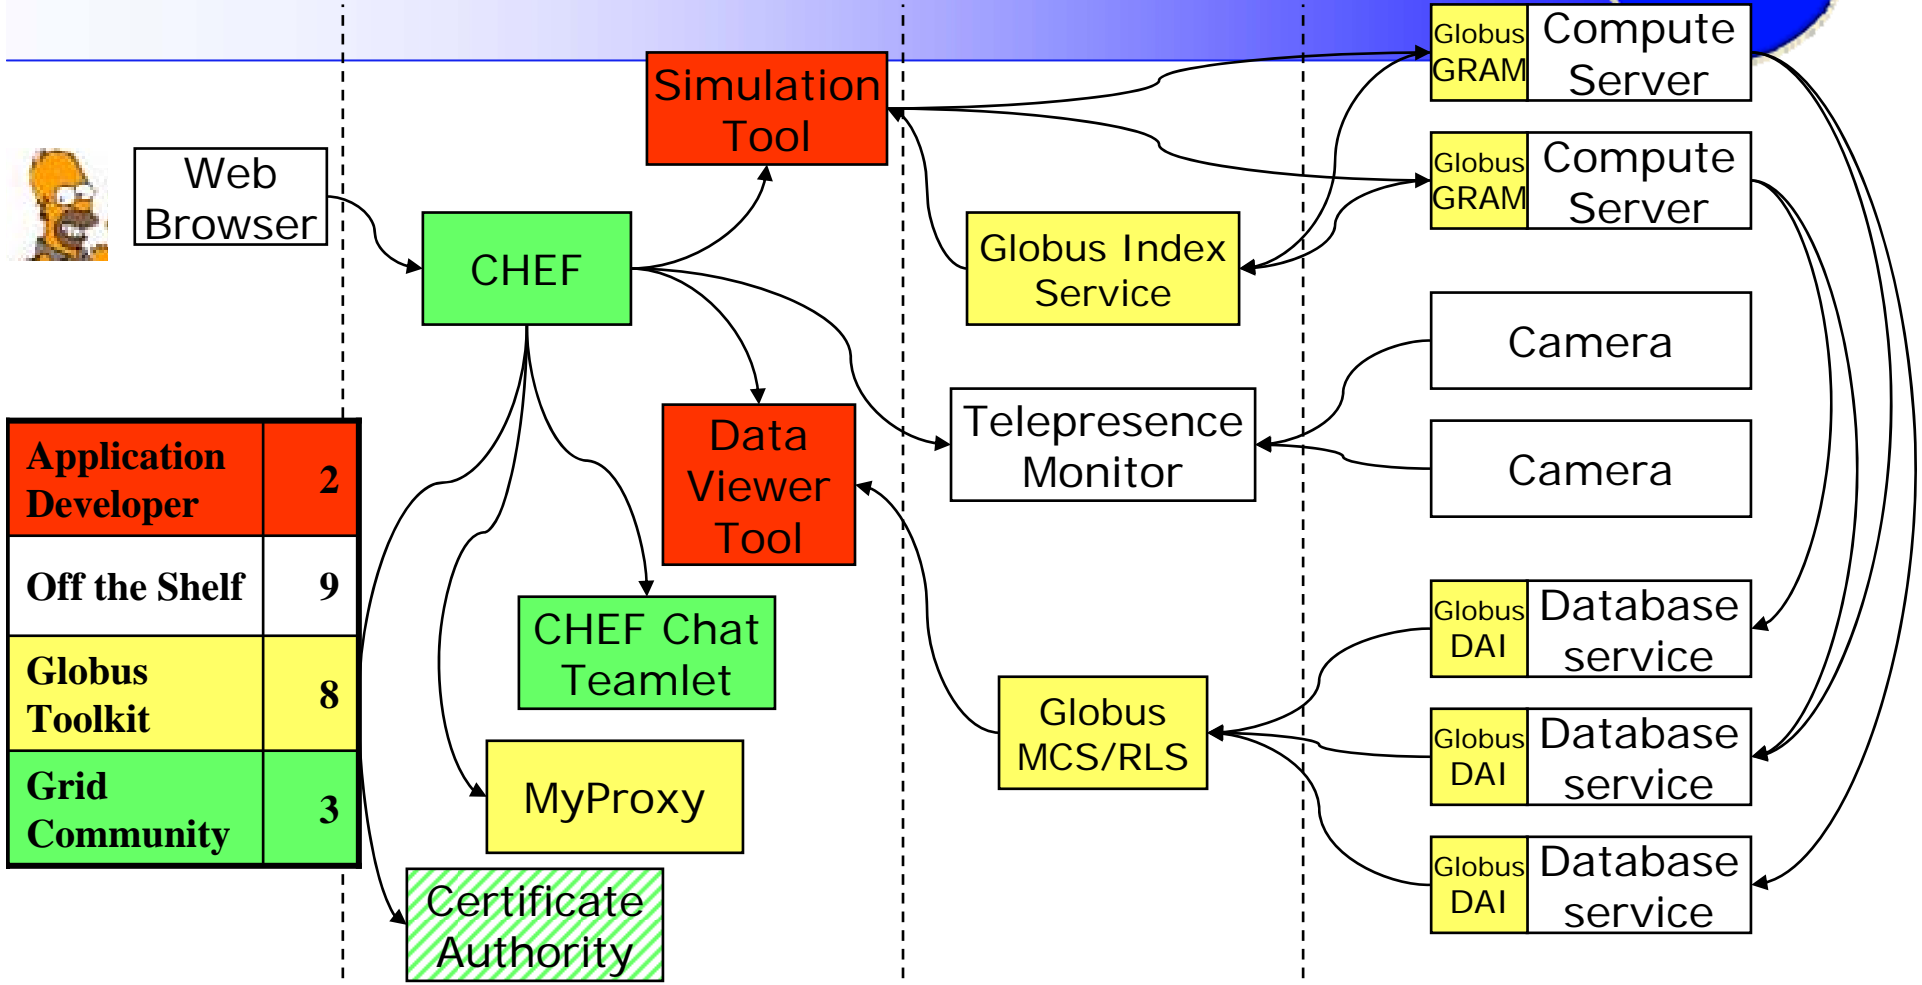 Globus
GRAM
Compute
Server
Simulation
Tool
Web
Browser
Globus
GRAM
Compute
Server
CHEF
Globus Index
Service
Camera
Data
Viewer
Tool
Telepresence
Monitor
Camera
Application
Developer
2
Off the Shelf
9
Globus
Toolkit
8
Grid
Community
3
CHEF Chat
Teamlet
Globus
DAI
Database
service
Globus
MCS/RLS
Globus
DAI
Database
service
MyProxy
Globus
DAI
Database
service
Certificate
Authority